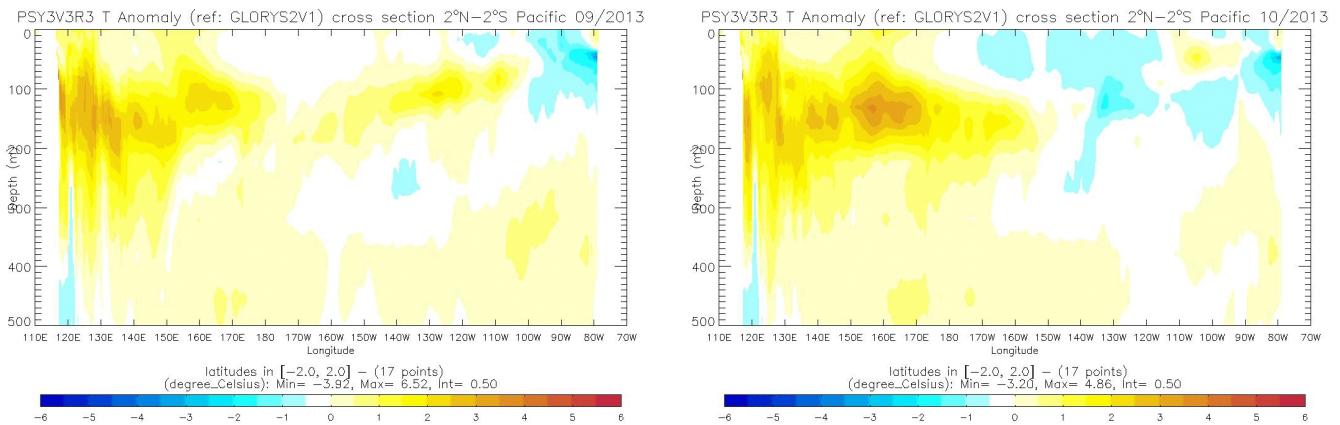 PSY3V3R3 T Anomaly (ref: GLORYS2V1) cross section 2°N-2°S Pacific 09/2013
0
100
200
300
400
500
Depth (m)
110E 120E 130E 140E 150E 160E 170E 180 170W 160W 150W 140W 130W 120W 110W 100W 90W 80W 70W
Longitude
latitudes in [-2.0, 2.0] - (17 points)
(degree_Celsius): Min= -3.92, Max= 6.52, Int= 0.50
-6 -5 -4 -3 -2 -1 0 1 2 3 4 5 6
PSY3V3R3 T Anomaly (ref: GLORYS2V1) cross section 2°N-2°S Pacific 10/2013
0
100
200
300
400
500
Depth (m)
110E 120E 130E 140E 150E 160E 170E 180 170W 160W 150W 140W 130W 120W 110W 100W 90W 80W 70W
Longitude
latitudes in [-2.0, 2.0] - (17 points)
(degree_Celsius): Min= -3.20, Max= 4.86, Int= 0.50
-6 -5 -4 -3 -2 -1 0 1 2 3 4 5 6